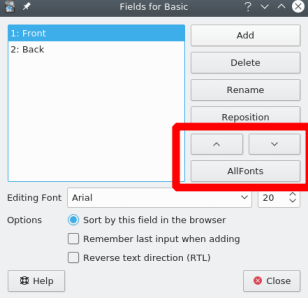 Fields for Basic
1: Front
2: Back
Add
Delete
Rename
Reposition
AllFonts
Editing Font Arial 20
Options Sort by this field in the browser
Remember last input when adding
Reverse text direction (RTL)
Help Close